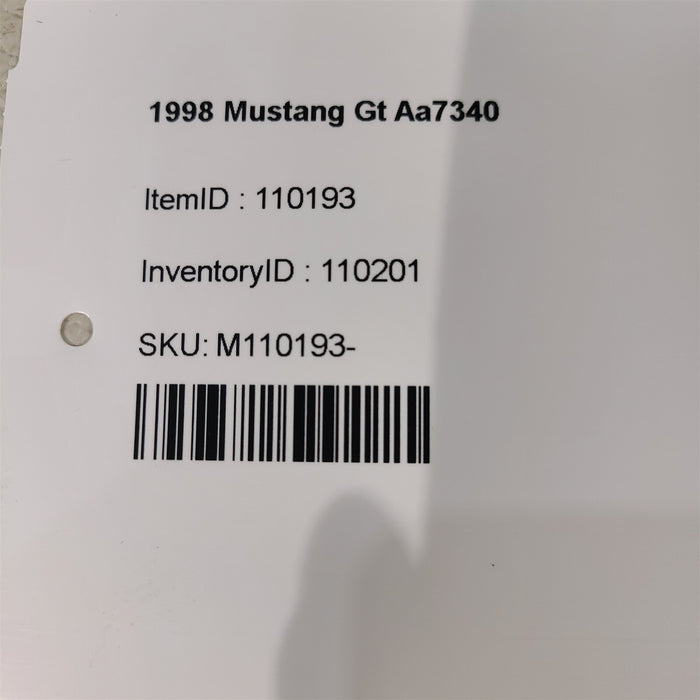 1998 Mustang Gt Aa7340
ItemID : 110193
InventoryID : 110201
SKU: M110193-